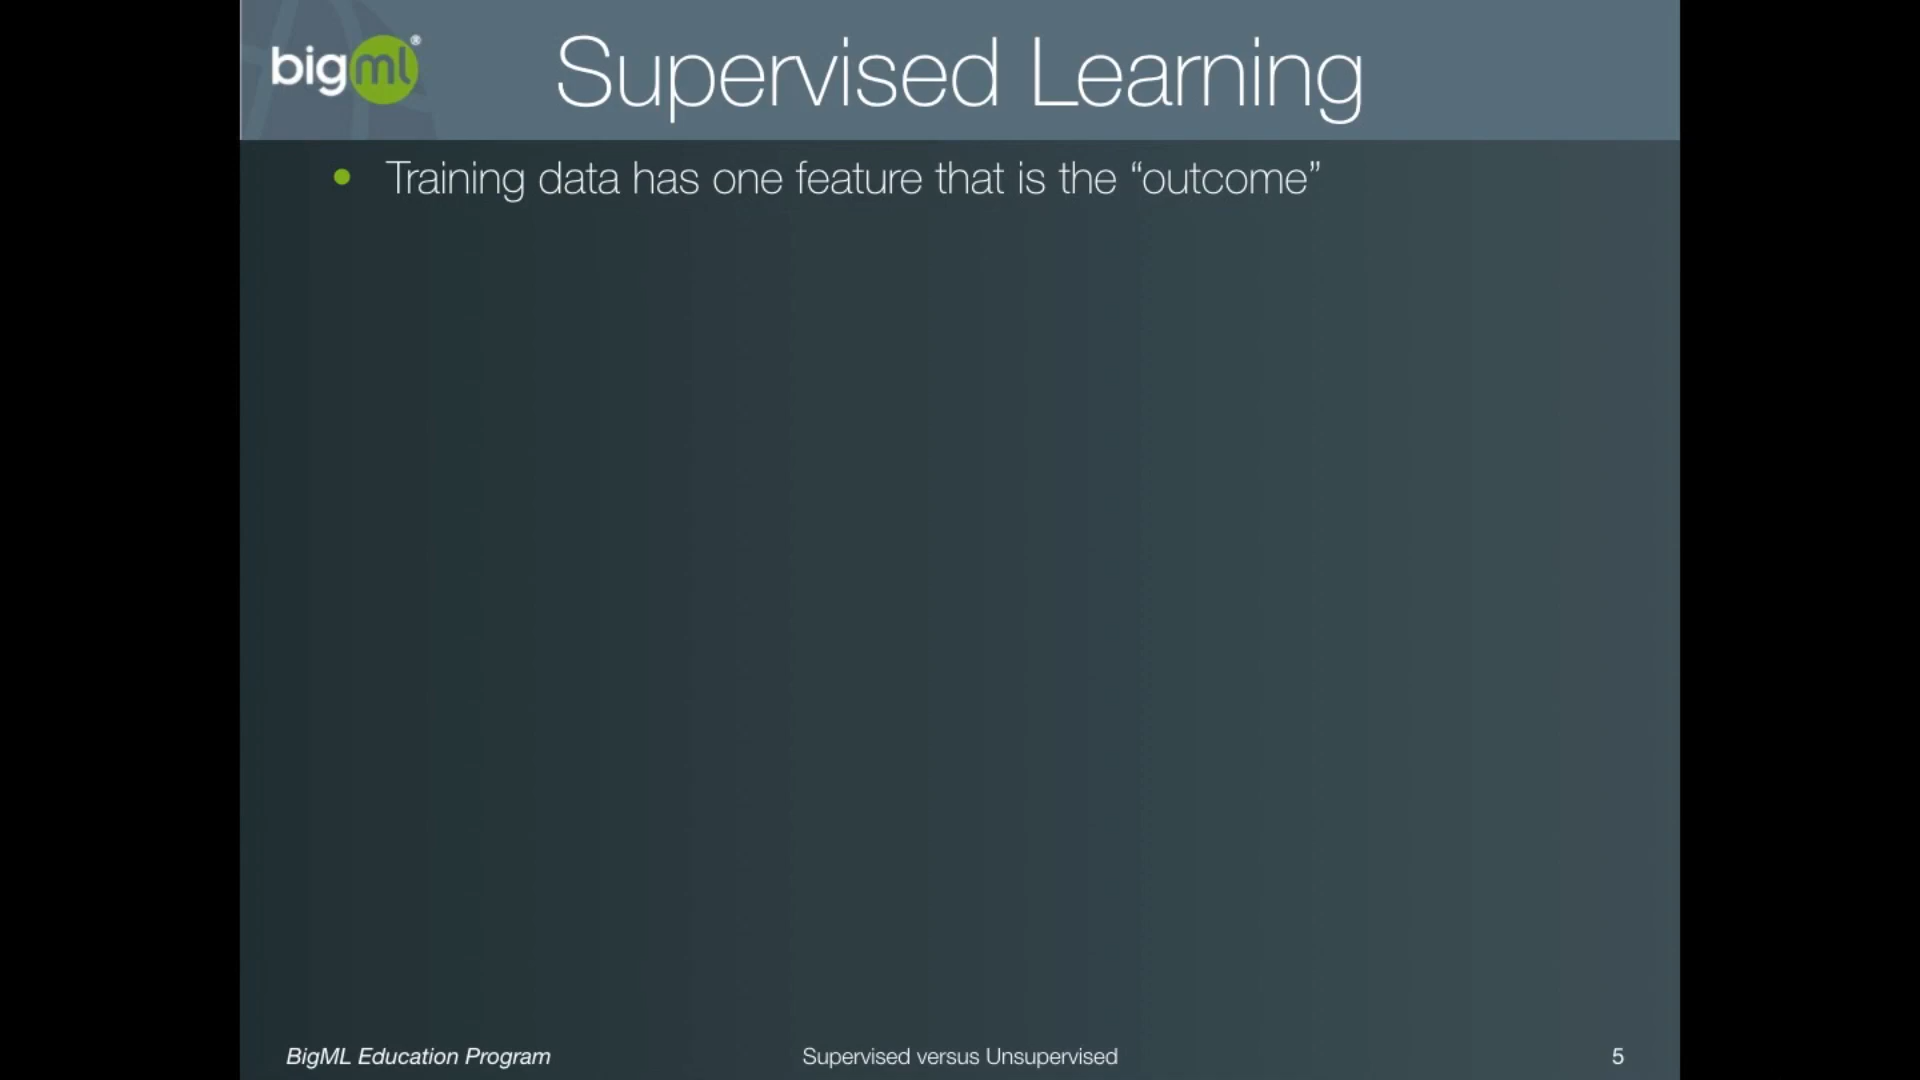 bigml®
Supervised Learning
• Training data has one feature that is the “outcome”
BigML Education Program
Supervised versus Unsupervised
5